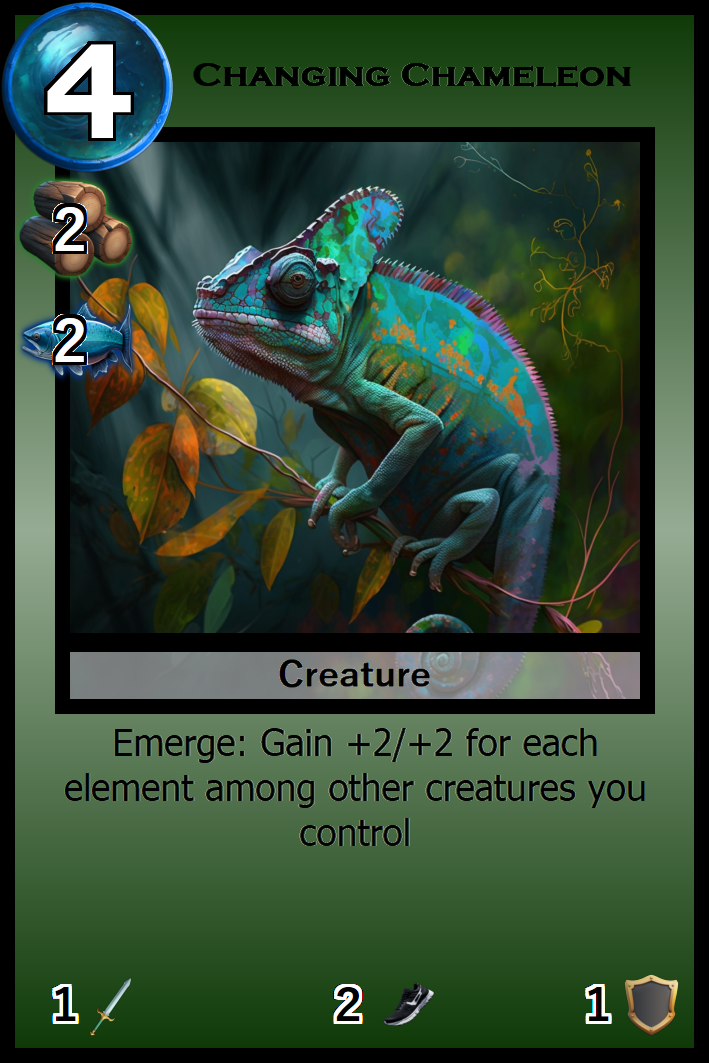 4
Changing Chameleon
2
2
Creature
Emerge: Gain +2/+2 for each
element among other creatures you
control
1 2 1